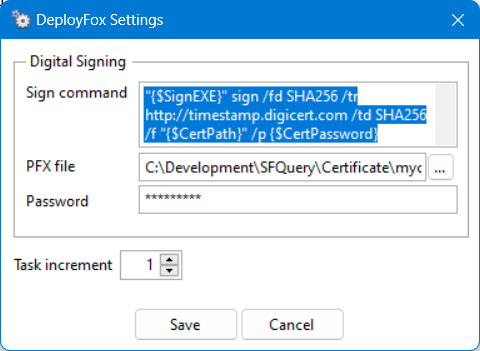 DeployFox Settings
Digital Signing
Sign command
"{$SignEXE}" sign /fd SHA256 /tr
http://timestamp.digicert.com /td SHA256
/f "{$CertPath}" /p {$CertPassword}
PFX file
C:\Development\SFQuery\Certificate\myc
...
Password
*********
Task increment
1
Save
Cancel